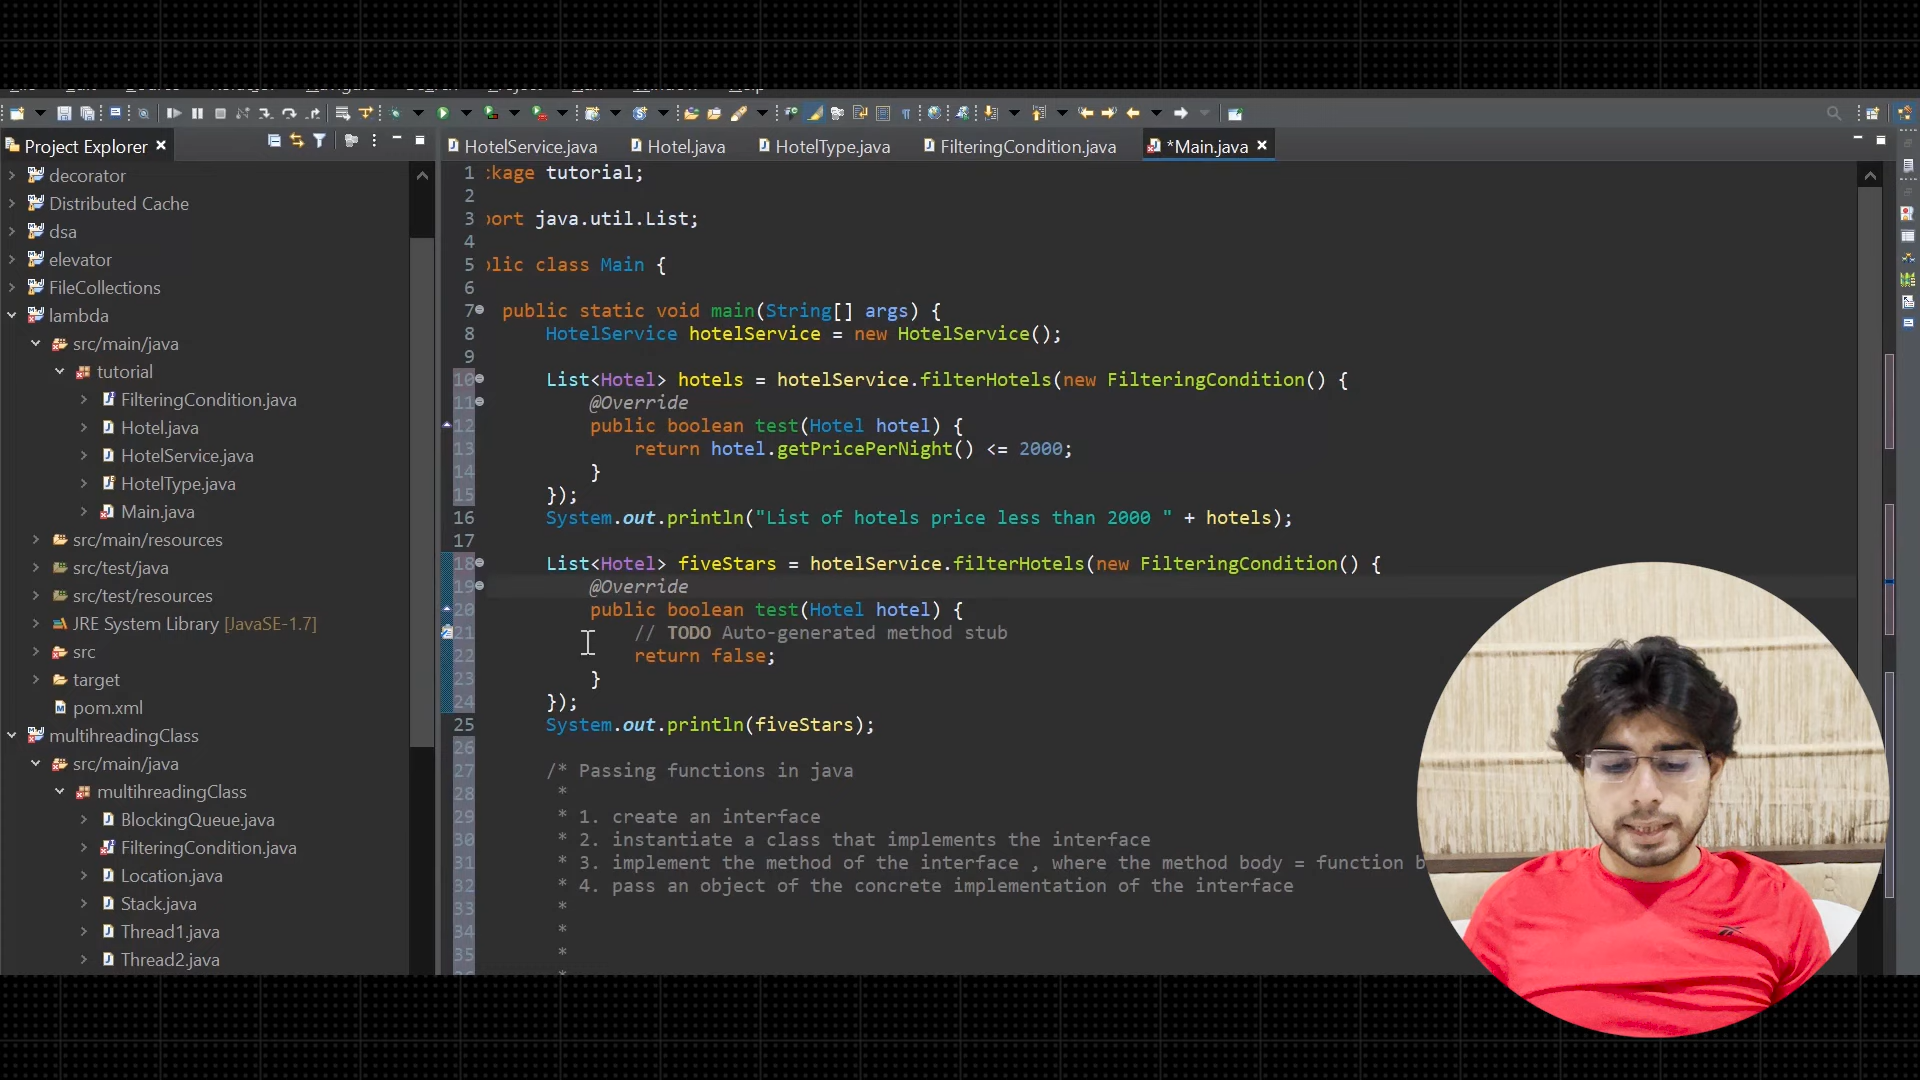 Project Explorer
HotelService.java
Hotel.java
HotelType.java
FilteringCondition.java
*Main.java
decorator
Distributed Cache
dsa
elevator
FileCollections
lambda
src/main/java
tutorial
FilteringCondition.java
Hotel.java
HotelService.java
HotelType.java
Main.java
src/main/resources
src/test/java
src/test/resources
JRE System Library [JavaSE-1.7]
src
target
pom.xml
multihreadingClass
src/main/java
multihreadingClass
BlockingQueue.java
FilteringCondition.java
Location.java
Stack.java
Thread1.java
Thread2.java
1 kage tutorial;
2
3 ort java.util.List;
4
5 lic class Main {
6
7 public static void main(String[] args) {
8 HotelService hotelService = new HotelService();
9
10 List<Hotel> hotels = hotelService.filterHotels(new FilteringCondition() {
11 @Override
12 public boolean test(Hotel hotel) {
13 return hotel.getPricePerNight() <= 2000;
14 }
15 });
16 System.out.println("List of hotels price less than 2000 " + hotels);
17
18 List<Hotel> fiveStars = hotelService.filterHotels(new FilteringCondition() {
19 @Override
20 public boolean test(Hotel hotel) {
21 // TODO Auto-generated method stub
22 return false;
23 }
24 });
25 System.out.println(fiveStars);
26
27 /* Passing functions in java
28 *
29 * 1. create an interface
30 * 2. instantiate a class that implements the interface
31 * 3. implement the method of the interface , where the method body = function b
32 * 4. pass an object of the concrete implementation of the interface
33 *
34 *
35 *